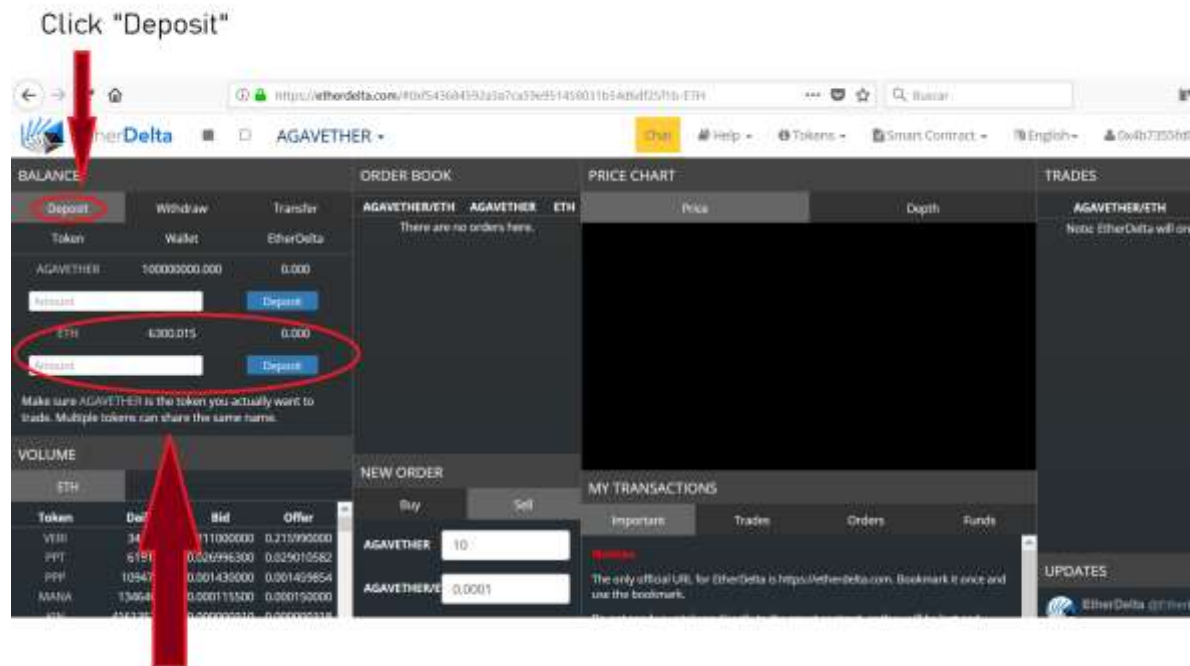 Click "Deposit"
Buscar
Delta
AGAVETHER
Chat
Help
Tokens
Smart Contract
English
BALANCE
Deposit Withdraw Transfer
Token Wallet EtherDelta
AGAVETHER 100000000.000 0.000
Amount Deposit
ETH 6300.015 0.000
Amount Deposit
Make sure AGAVETHER is the token you actually want to
trade. Multiple tokens can share the same name.
VOLUME
ETH
Token Bid Offer
VERI 0.215990000
PPT 0.026996300 0.029010582
PPP 0.001430000 0.001459854
MANA 0.000115500 0.000150000
ORDER BOOK
AGAVETHER/ETH AGAVETHER ETH
There are no orders here.
NEW ORDER
Buy Sell
AGAVETHER 10
0.0001
PRICE CHART
Price Depth
MY TRANSACTIONS
Important Trades Orders Funds
The only official URL for EtherDelta is https://etherdelta.com. Bookmark it once and
use the bookmark.
TRADES
AGAVETHER/ETH
Note: EtherDelta will
UPDATES
EtherDelta